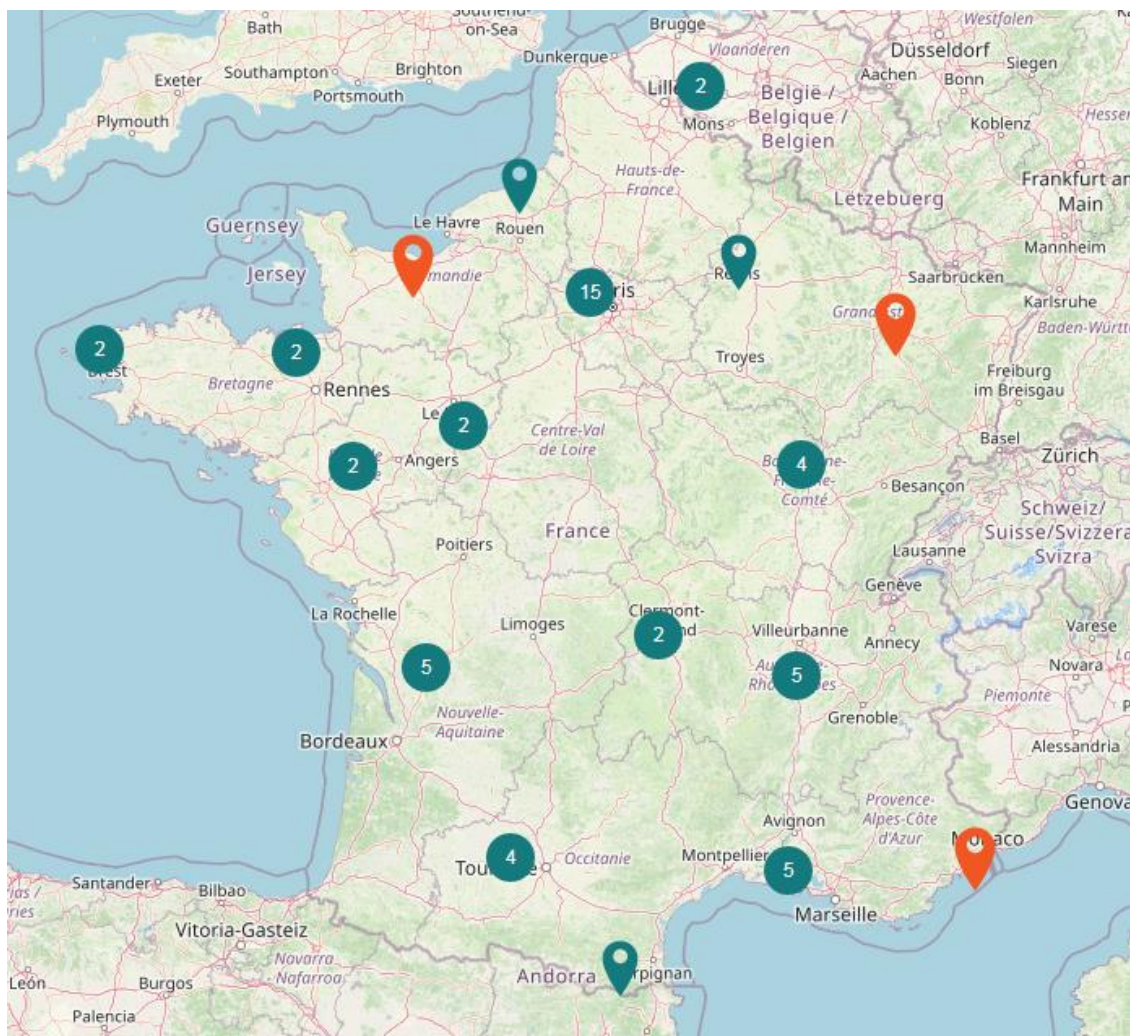 Bath
Southend-
on-Sea
Brugge
Vlaanderen
Westfalen
Düsseldorf
Siegen
Dunkerque
Exeter
Southampton
Brighton
Portsmouth
Plymouth
2
Aachen
Bonn
België /
Belgique /
Belgien
Mons
Koblenz
Hauts-de-
France
Lëtzebuerg
Frankfurt am
Main
Guernsey
Le Havre
Rouen
Mannheim
Jersey
Saarbrücken
Karlsruhe
15
2
2
Troyes
Freiburg
im Breisgau
Bretagne
Rennes
2
Centre-Val
de Loire
Basel
Zürich
2
Angers
4
Comté
Besançon
France
Schweiz/
Suisse/Svizzera
Svizra
Poitiers
Lausanne
Genève
La Rochelle
Limoges
Clermont-
2
Villeurbanne
Annecy
Varese
5
5
Novara
Piemonte
Nouvelle-
Aquitaine
Grenoble
Bordeaux
Alessandria
Provence-
Alpes-Côte
d'Azur
Avignon
Genova
4
Occitanie
Montpellier
5
Marseille
Santander
Bilbao
Vitoria-Gasteiz
Andorra
Navarra
Nafarroa
León
Burgos
Palencia